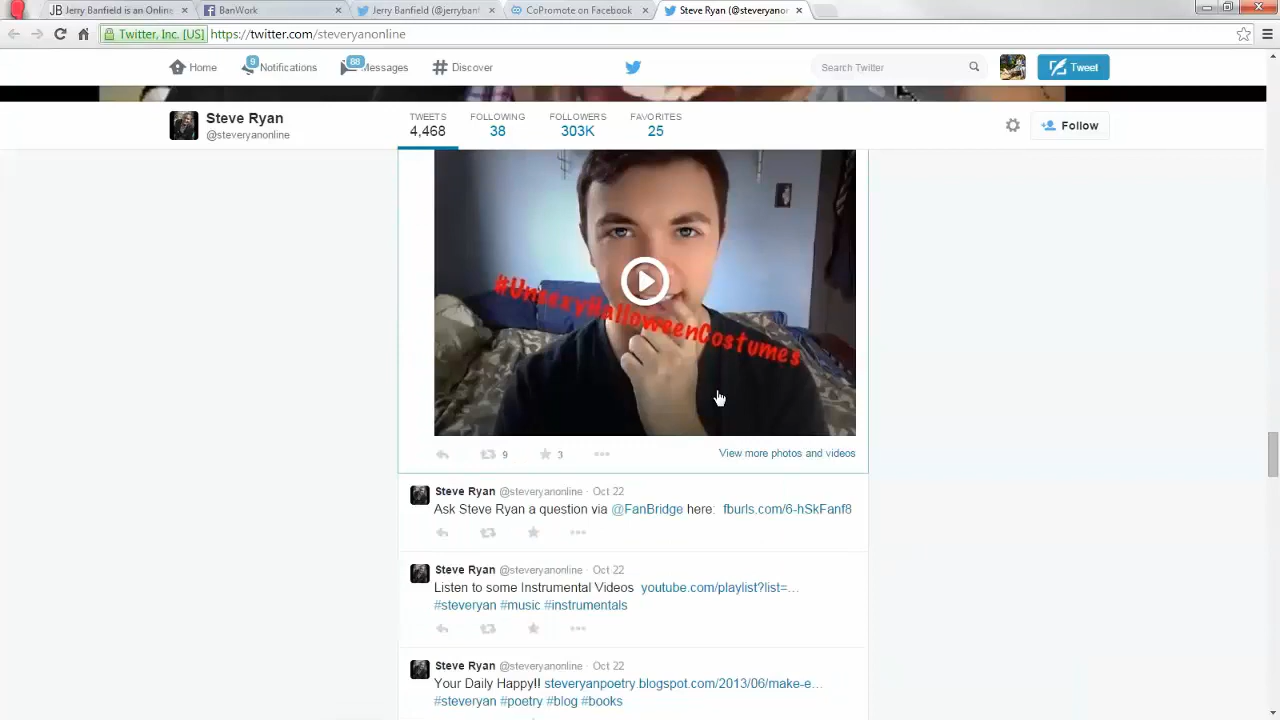 JB Jerry Banfield is an Online
BanWork
Jerry Banfield (@jerryban
CoPromote on Facebook
Steve Ryan (@steveryanor
Twitter, Inc. [US] https://twitter.com/steveryanonline
Home
9 Notifications
88 Messages
# Discover
Search Twitter
Tweet
Steve Ryan
@steveryanonline
TWEETS
4,468
FOLLOWING
38
FOLLOWERS
303K
FAVORITES
25
Follow
#UnsexyHalloweenCostumes
9
3
View more photos and videos
Steve Ryan @steveryanonline · Oct 22
Ask Steve Ryan a question via @FanBridge here: fburls.com/6-hSkFanf8
Steve Ryan @steveryanonline · Oct 22
Listen to some Instrumental Videos youtube.com/playlist?list=…
#steveryan #music #instrumentals
Steve Ryan @steveryanonline · Oct 22
Your Daily Happy!! steveryanpoetry.blogspot.com/2013/06/make-e…
#steveryan #poetry #blog #books